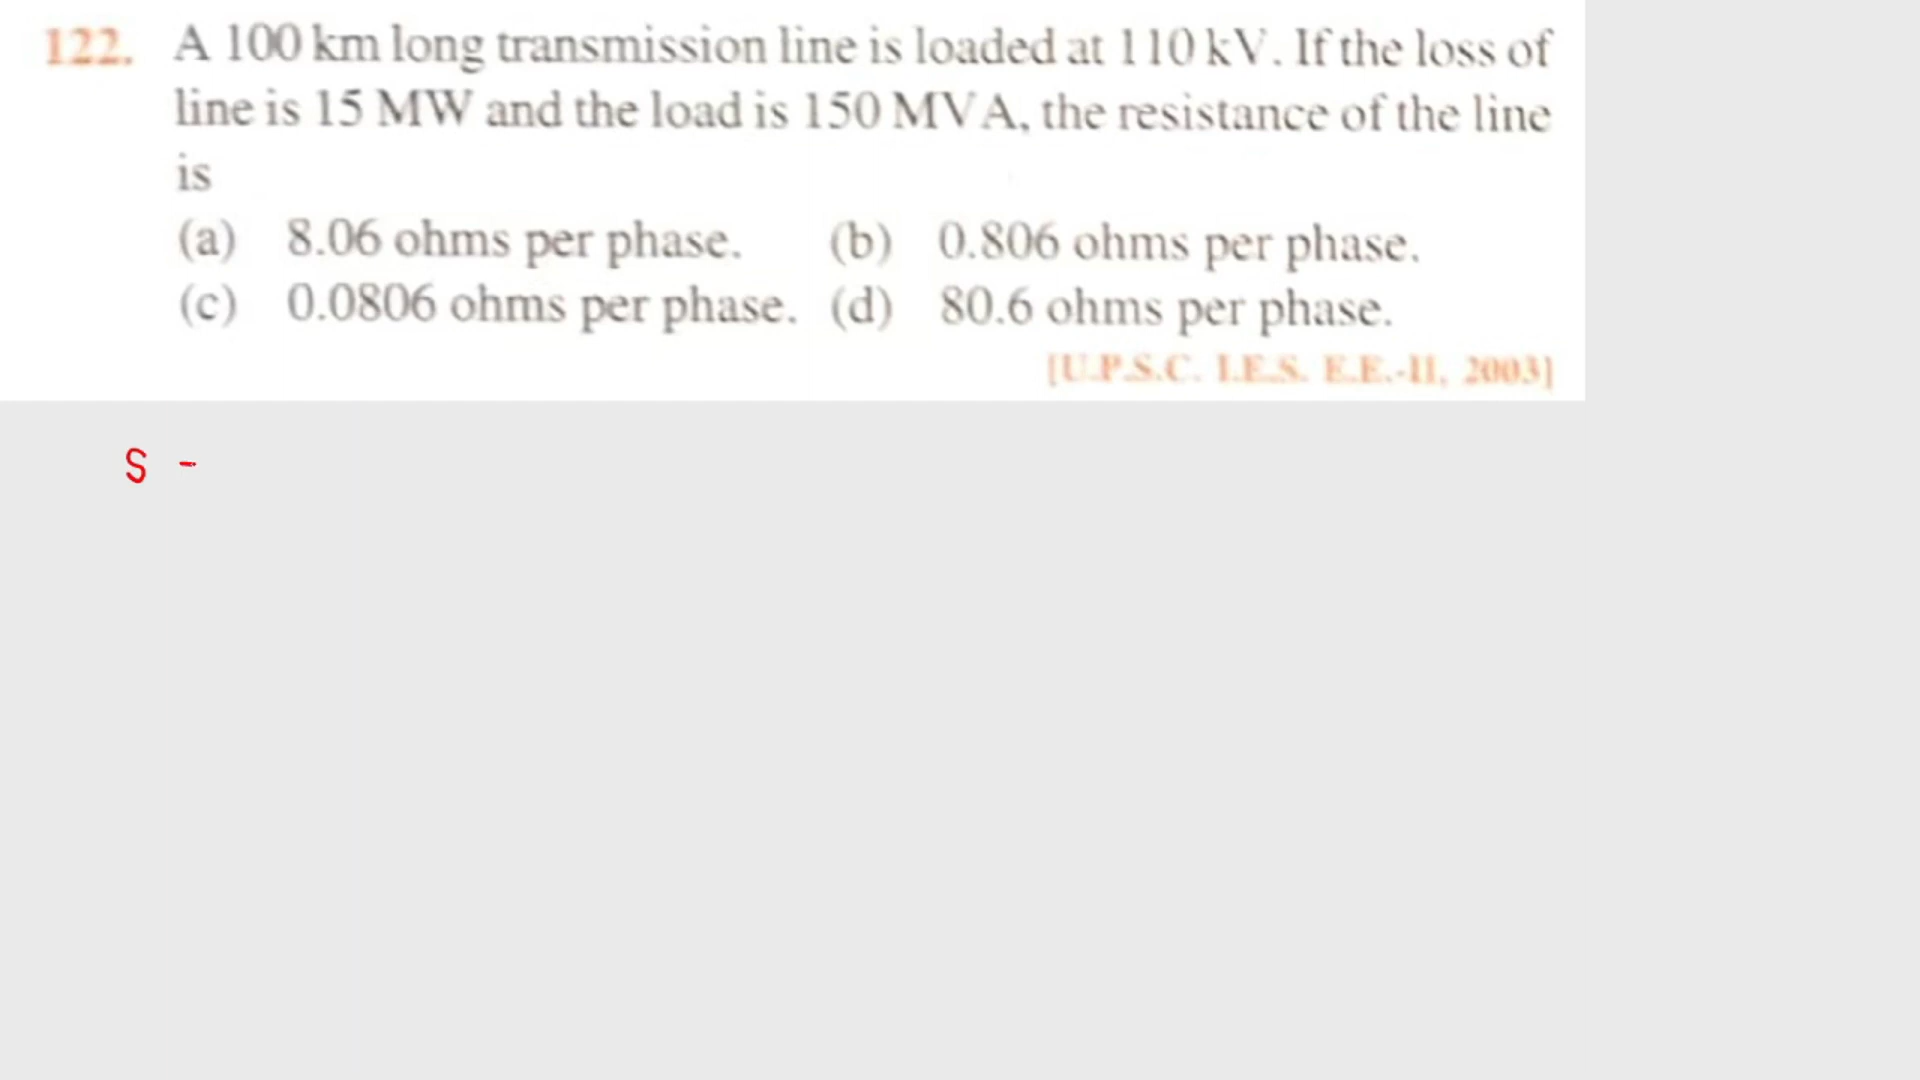 122. A 100 km long transmission line is loaded at 110 kV. If the loss of
line is 15 MW and the load is 150 MVA, the resistance of the line
is
(a) 8.06 ohms per phase. (b) 0.806 ohms per phase.
(c) 0.0806 ohms per phase. (d) 80.6 ohms per phase.
[U.P.S.C. I.E.S. E.E.-II, 2003]
S -